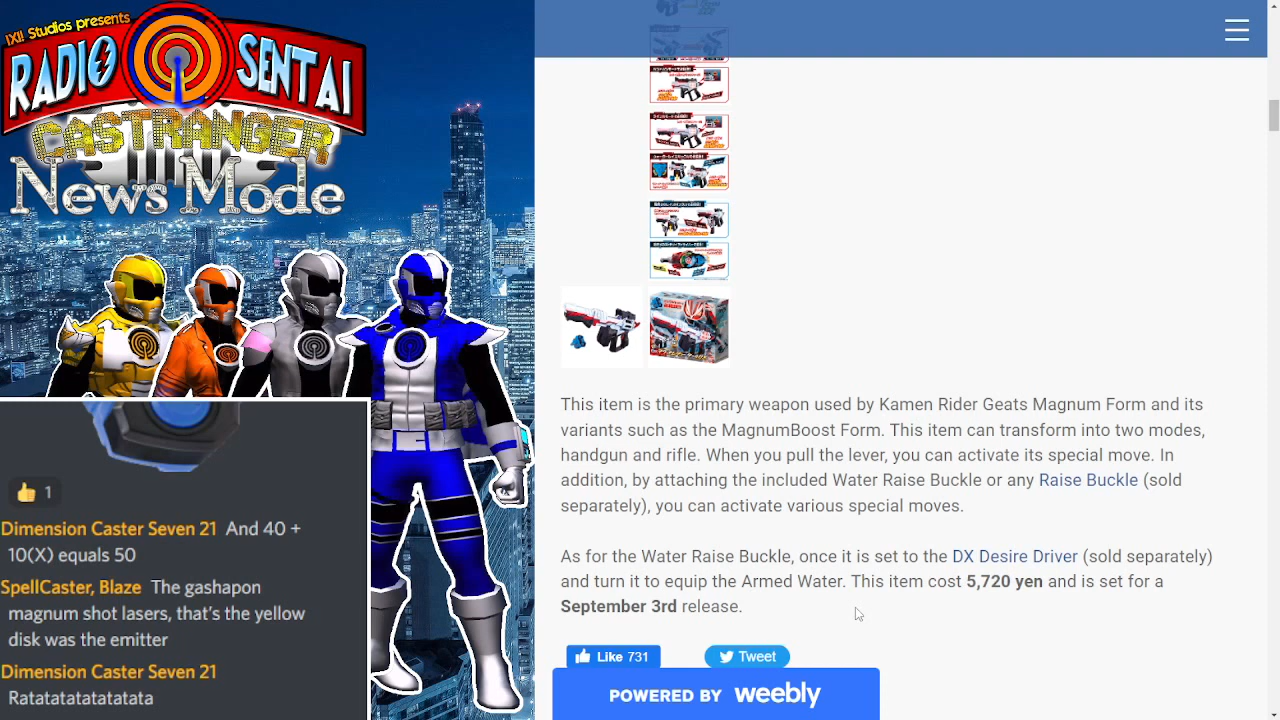 IXII Studios presents
RADIO SENTAI
CASTRANGER
News Mode
👍 1
Dimension Caster Seven 21 And 40 +
10(X) equals 50
SpellCaster, Blaze The gashapon
magnum shot lasers, that's the yellow
disk was the emitter
Dimension Caster Seven 21
Ratatatatatatata
This item is the primary weapon used by Kamen Rider Geats Magnum Form and its
variants such as the MagnumBoost Form. This item can transform into two modes,
handgun and rifle. When you pull the lever, you can activate its special move. In
addition, by attaching the included Water Raise Buckle or any Raise Buckle (sold
separately), you can activate various special moves.
As for the Water Raise Buckle, once it is set to the DX Desire Driver (sold separately)
and turn it to equip the Armed Water. This item cost 5,720 yen and is set for a
September 3rd release.
Like 731
Tweet
POWERED BY weebly